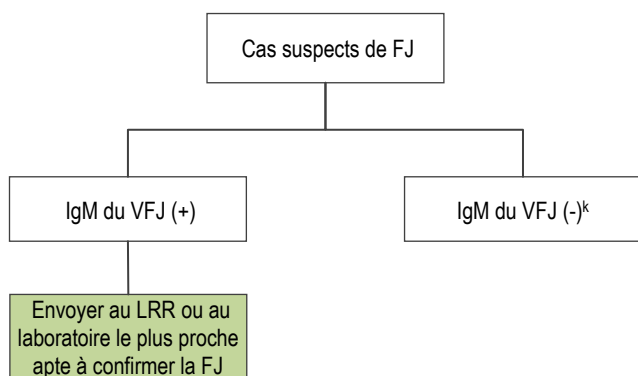 Cas suspects de FJ
IgM du VFJ (+)
IgM du VFJ (-)ᵏ
Envoyer au LRR ou au
laboratoire le plus proche
apte à confirmer la FJ